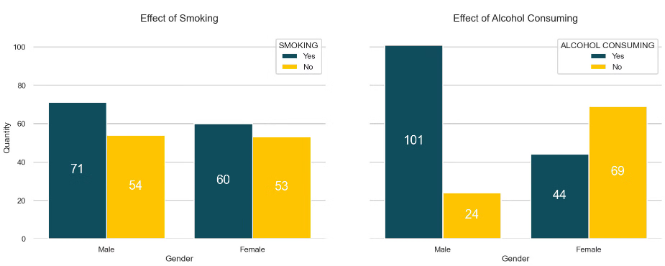 Effect of Smoking
SMOKING
Yes
No
100
80
60
40
20
0
Quantity
71
54
60
53
Male
Female
Gender
Effect of Alcohol Consuming
ALCOHOL CONSUMING
Yes
No
101
24
44
69
Male
Female
Gender